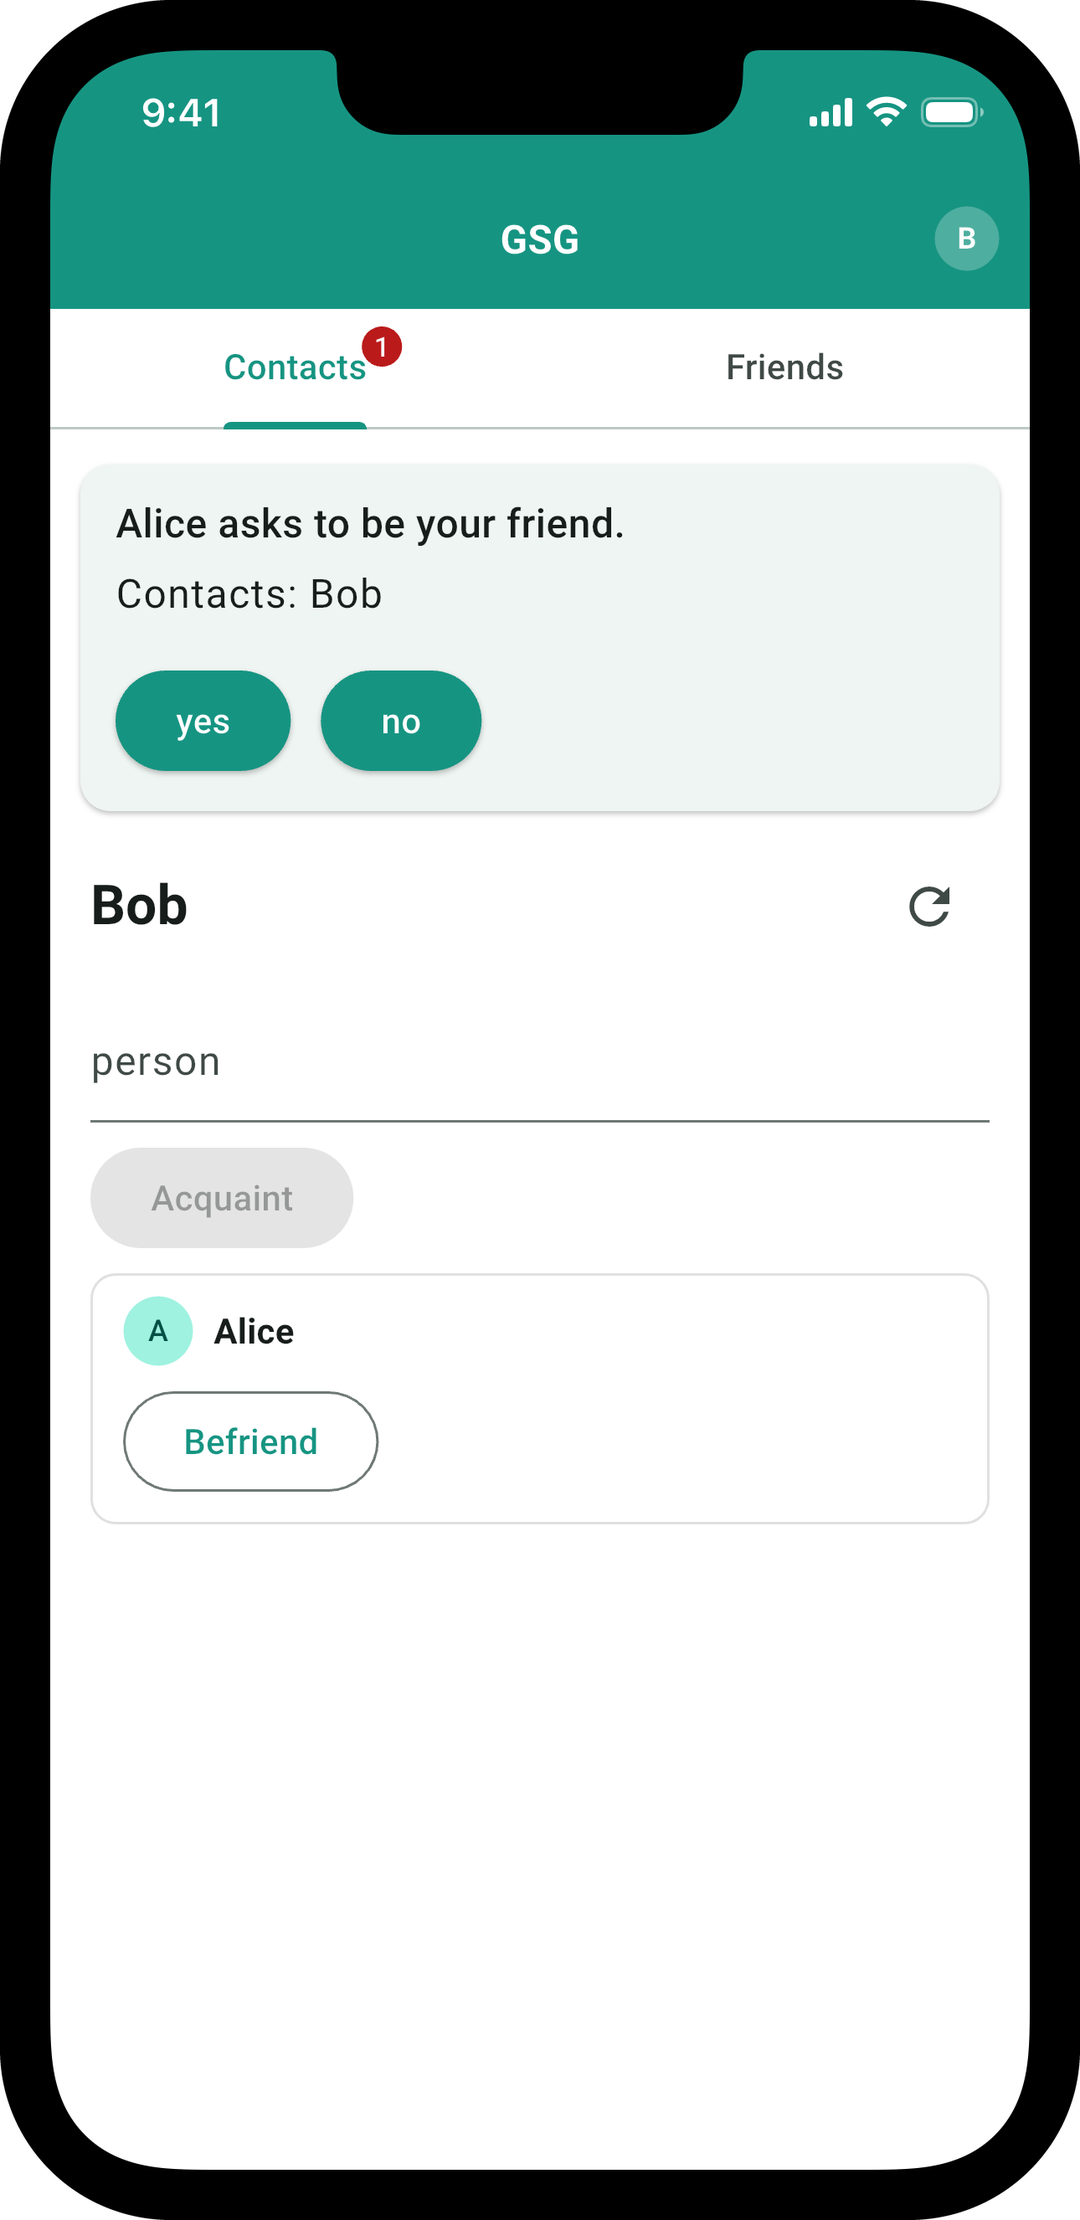 9:41
GSG
B
Contacts 1
Friends
Alice asks to be your friend.
Contacts: Bob
yes
no
Bob
person
Acquaint
A
Alice
Befriend